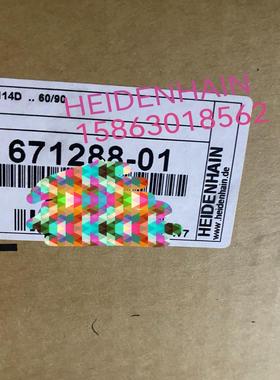 114D .. 60/90
HEIDENHAIN
15863018562
671288-01
HEIDENHAIN
www.heidenhain.de